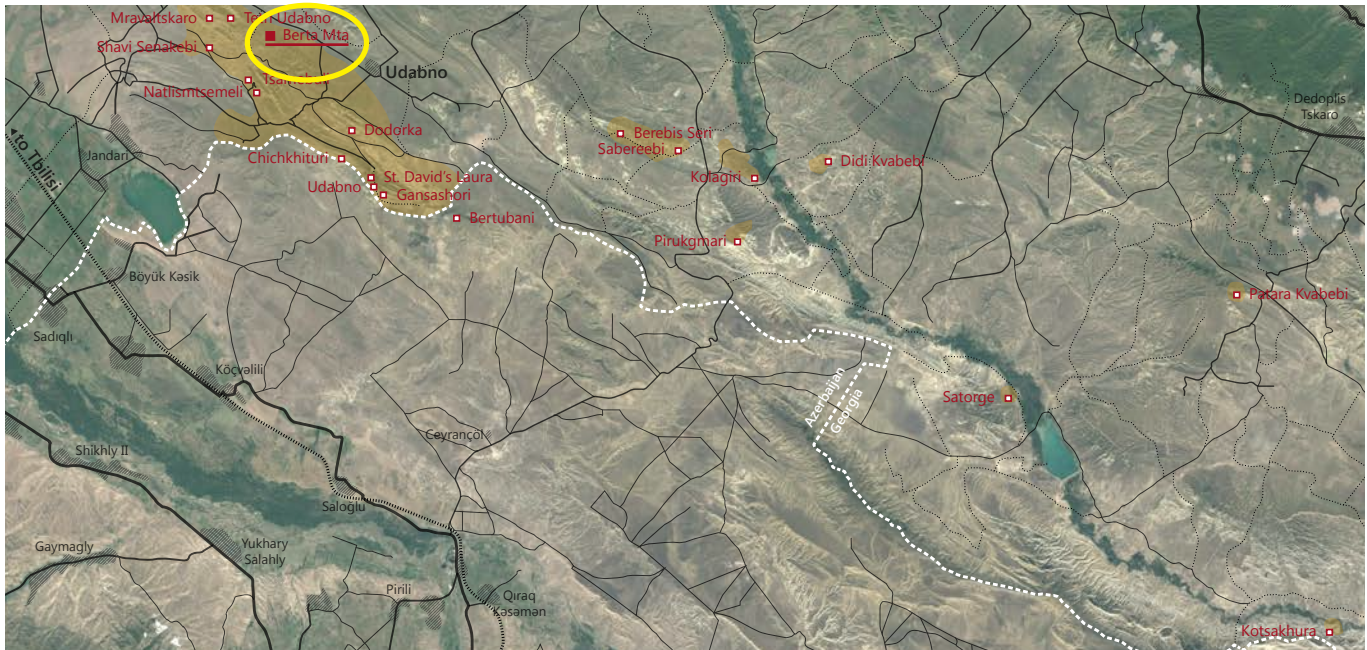 Mravaltskaro
Tetri Udabno
Berta Mta
Shavi Senakebi
Udabno
Natlismtsemeli
Dodorka
Chichkhituri
St. David's Laura
Udabno
Gansashori
Bertubani
Berebis Seri
Sabereebi
Kolagiri
Didi Kvabebi
Pirukgmari
Dedoplis
Tskaro
Patara Kvabebi
to Tbilisi
Jandari
Böyük Kəsik
Sadıqlı
Köçvəlili
Azerbaijan
Georgia
Satorge
Ceyrançöl
Shikhly II
Saloglu
Gaymagly
Yukhary
Salahly
Pirili
Qıraq
Kəsəmən
Kotsakhura